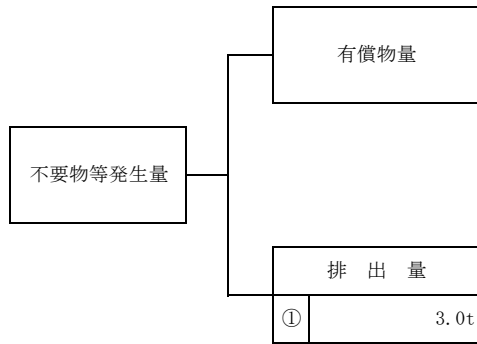 有償物量
不要物等発生量
排 出 量
① 3.0t